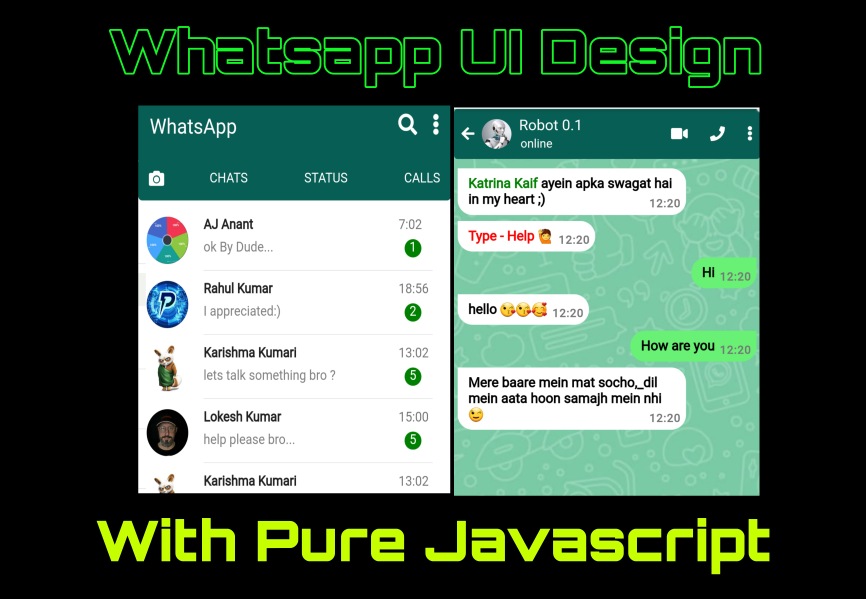 Whatsapp UI Design
WhatsApp
CHATS STATUS CALLS
AJ Anant 7:02
ok By Dude... 1
Rahul Kumar 18:56
I appreciated:) 2
Karishma Kumari 13:02
lets talk something bro ? 5
Lokesh Kumar 15:00
help please bro... 5
Karishma Kumari 13:02
Robot 0.1
online
Katrina Kaif ayein apka swagat hai
in my heart ;)
12:20
Type - Help 🙋 12:20
Hi 12:20
hello 😘😘🥰 12:20
How are you 12:20
Mere baare mein mat socho,_dil
mein aata hoon samajh mein nhi
😉
12:20
With Pure Javascript